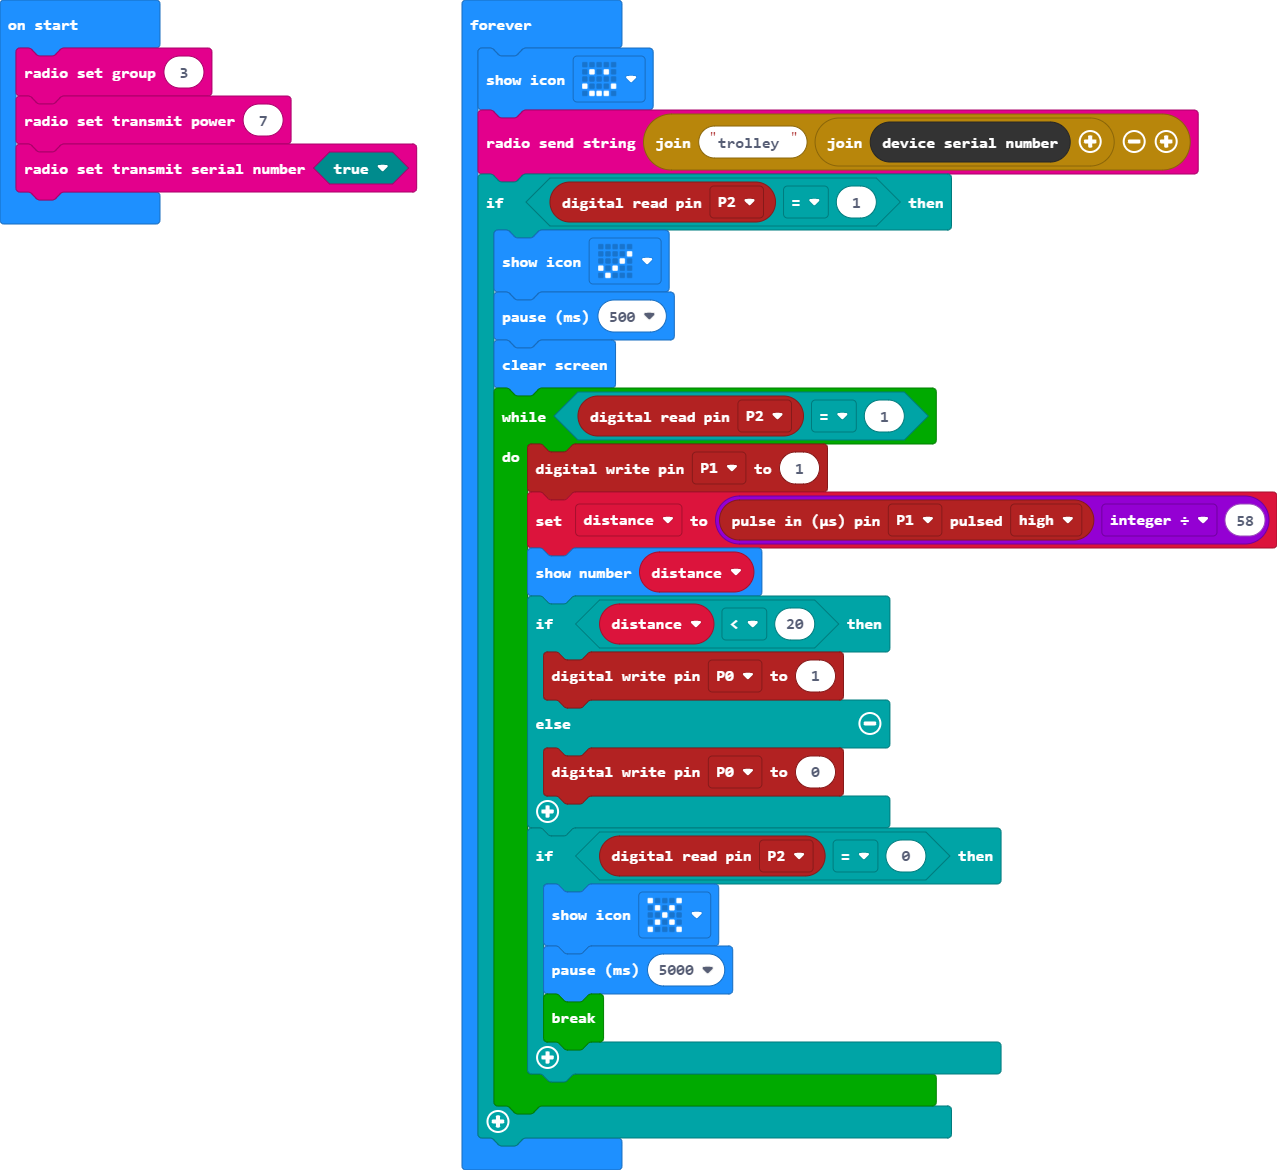 on start
radio set group 3
radio set transmit power 7
radio set transmit serial number true
forever
show icon
radio send string join "trolley " join device serial number
if digital read pin P2 = 1 then
show icon
pause (ms) 500
clear screen
while digital read pin P2 = 1
do
digital write pin P1 to 1
set distance to pulse in (µs) pin P1 pulsed high integer ÷ 58
show number distance
if distance < 20 then
digital write pin P0 to 1
else
digital write pin P0 to 0
if digital read pin P2 = 0 then
show icon
pause (ms) 5000
break